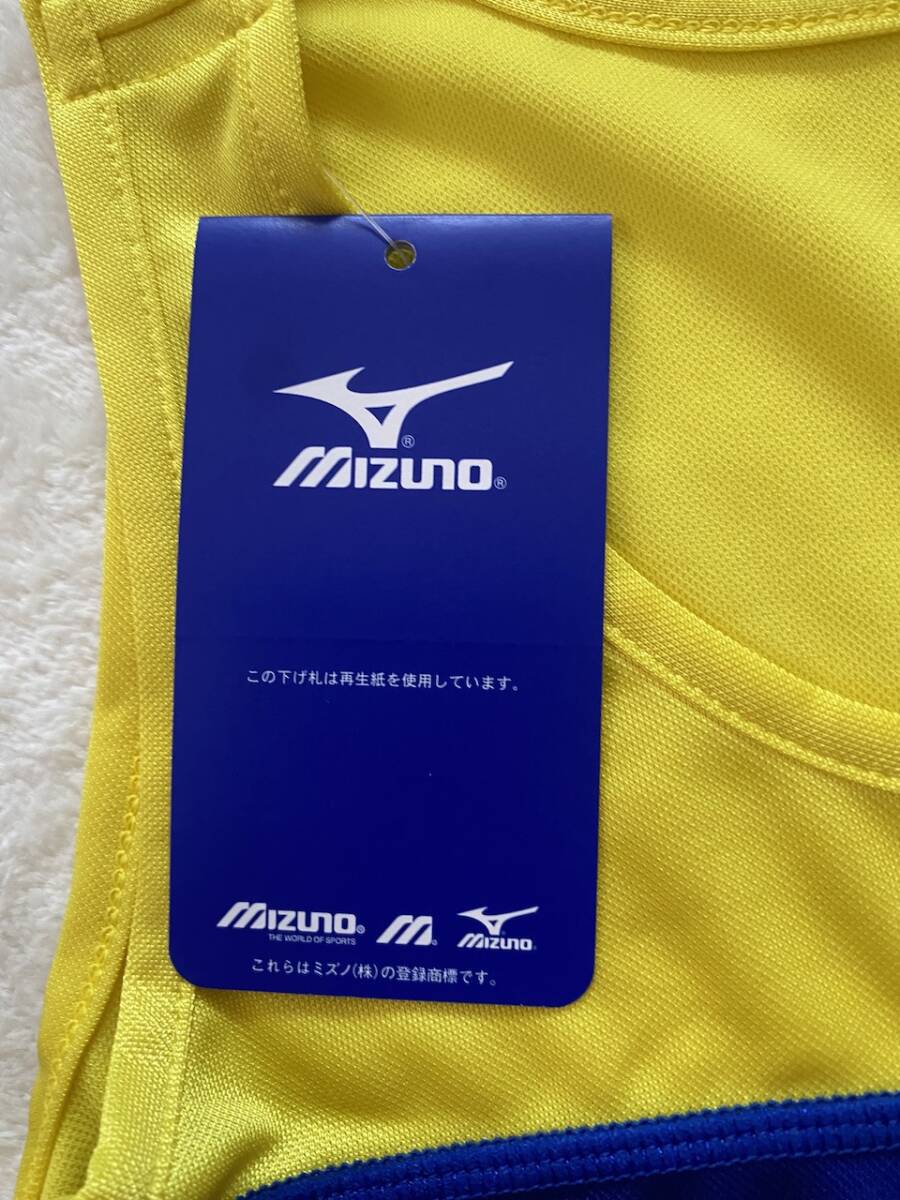 ®
MIZUNO®
この下げ札は再生紙を使用しています。
MIZUNO® M® MIZUNO®
THE WORLD OF SPORTS
これらはミズノ(株)の登録商標です。